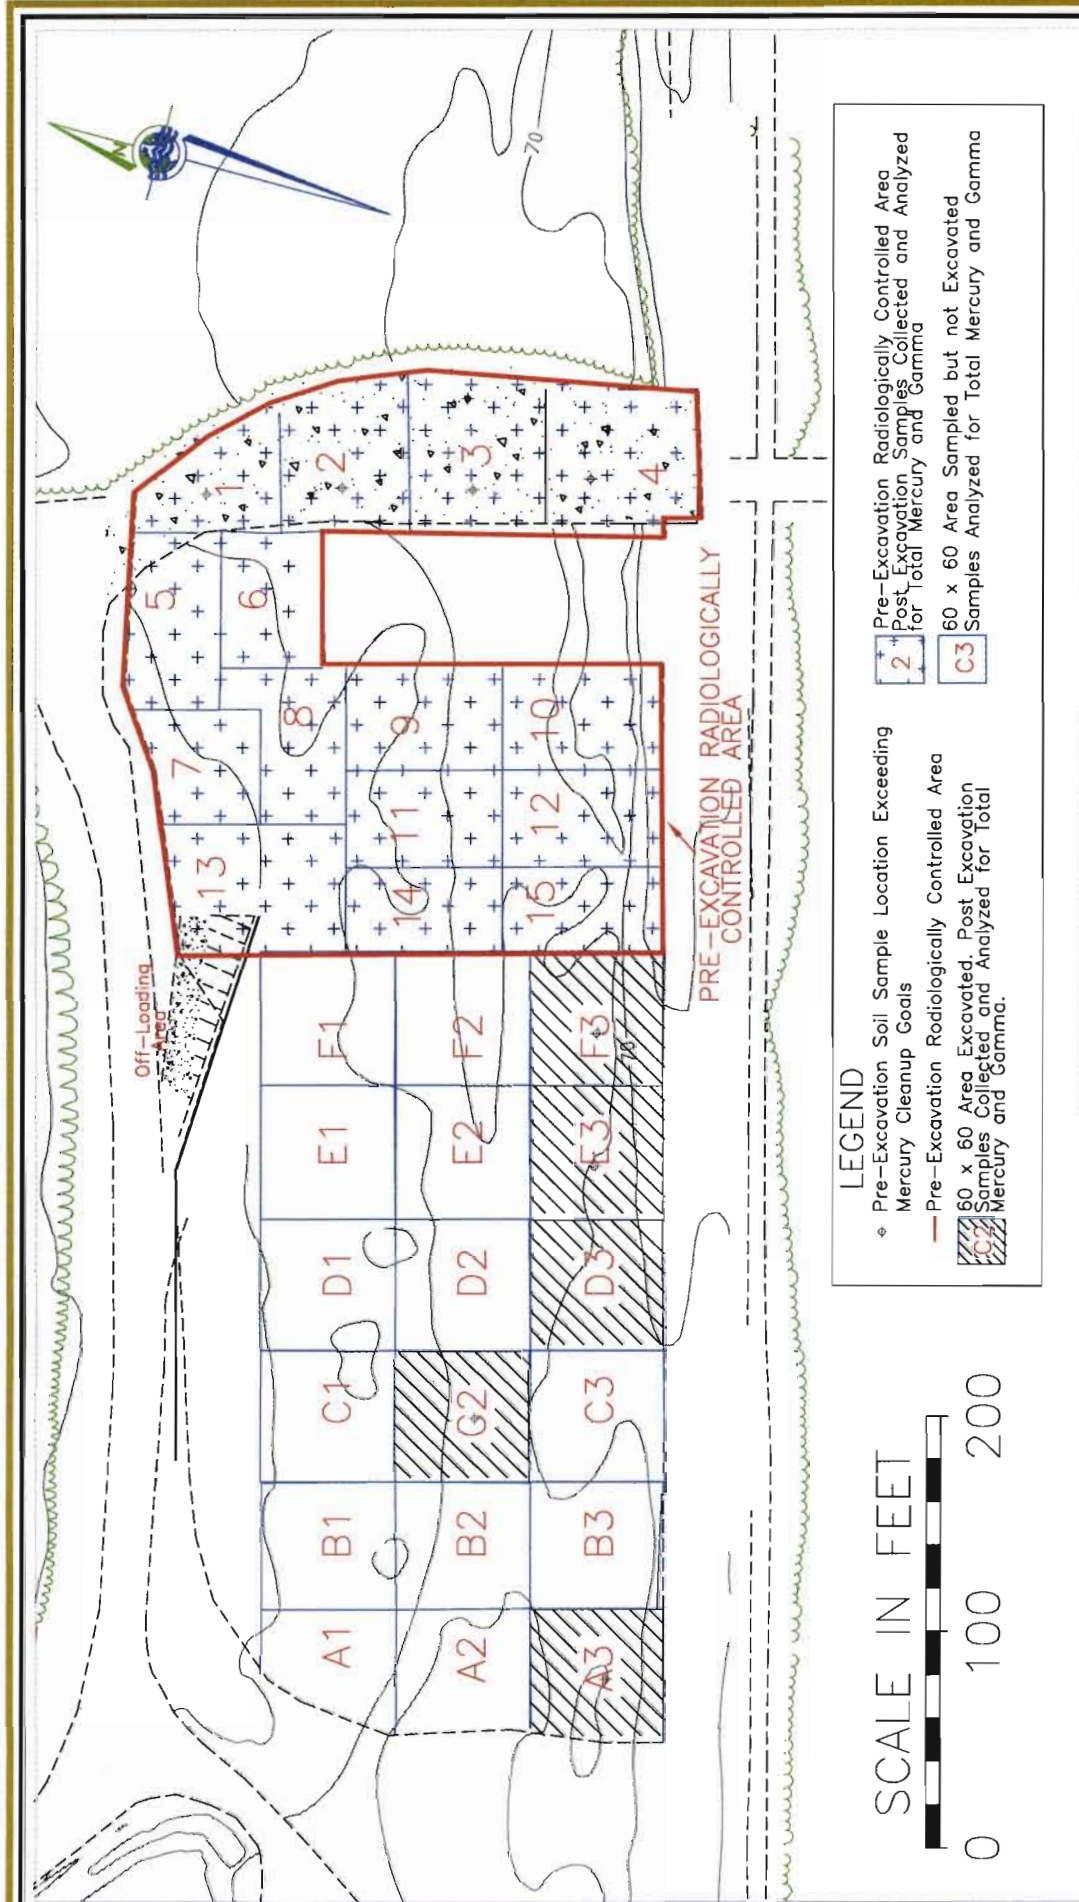 N
70
1
2
3
4
5
6
7
8
9
10
11
12
13
14
15
Off-Loading
Area
PRE-EXCAVATION RADIOLOGICALLY
CONTROLLED AREA
A1
B1
C1
D1
E1
F1
A2
B2
C2
D2
E2
F2
A3
B3
C3
D3
E3
F3
70
LEGEND
Pre-Excavation Soil Sample Location Exceeding
Mercury Cleanup Goals
Pre-Excavation Rodiologically Controlled Area
C2
60 x 60 Area Excavated. Post Excavation
Samples Collected and Analyzed for Total
Mercury and Gamma.
2
Pre-Excavation Radiologically Controlled Area
Post Excavation Samples Collected and Analyzed
for Total Mercury and Gamma
C3
60 x 60 Area Sampled but not Excavated
Samples Analyzed for Total Mercury and Gamma
SCALE IN FEET
0 100 200